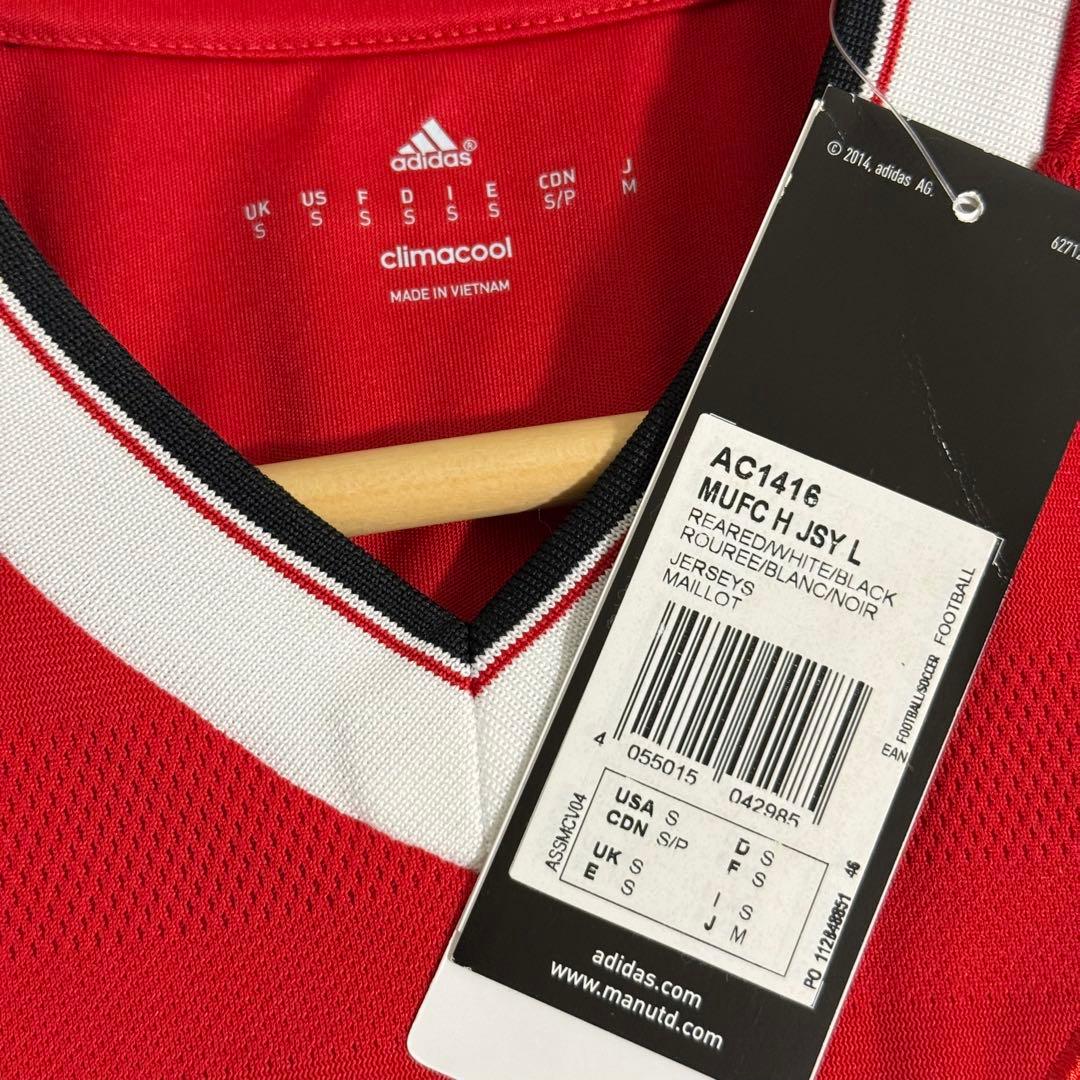 adidas®
UK US F D I E CDN J
S S S S S S S/P M
climacool
MADE IN VIETNAM
© 2014, adidas AG.
AC1416
MUFC H JSY L
REARED/WHITE/BLACK
ROUREE/BLANC/NOIR
JERSEYS
MAILLOT
4 055015 042985
EAN FOOTBALL/SOCCER FOOTBALL
ASSMCV04
USA S D S
CDN S/P F S
UK S I S
E S J M
46
adidas.com
www.manutd.com